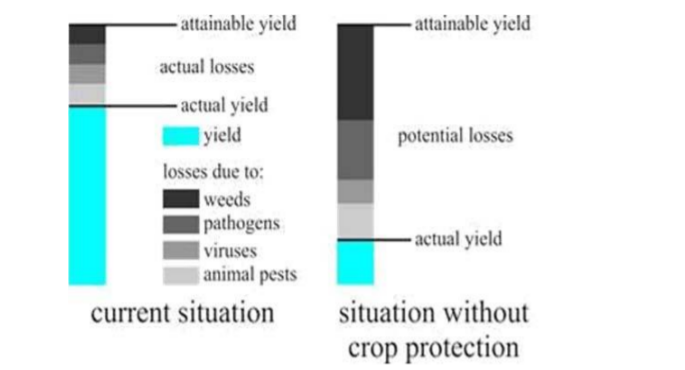 attainable yield
actual losses
actual yield
yield
losses due to:
weeds
pathogens
viruses
animal pests
current situation
attainable yield
potential losses
actual yield
situation without
crop protection